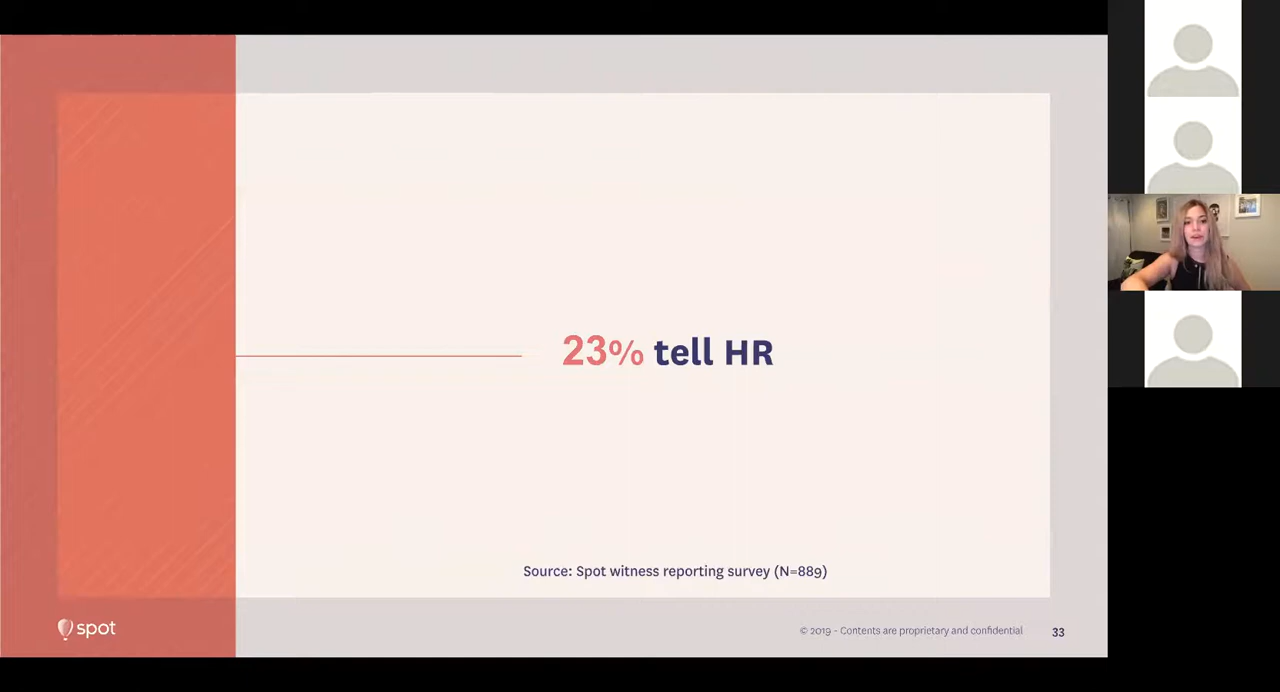 23% tell HR
Source: Spot witness reporting survey (N=889)
spot
© 2019 - Contents are proprietary and confidential
33